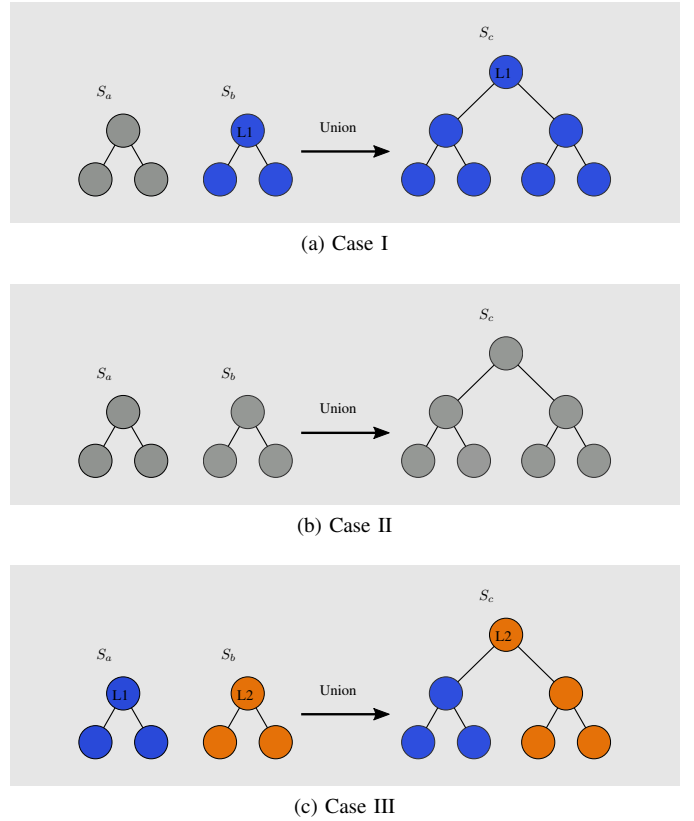 S_c
S_a S_b
L1
L1
Union
(a) Case I
S_c
S_a S_b
Union
(b) Case II
S_c
L2
S_a S_b
L1 L2
Union
(c) Case III